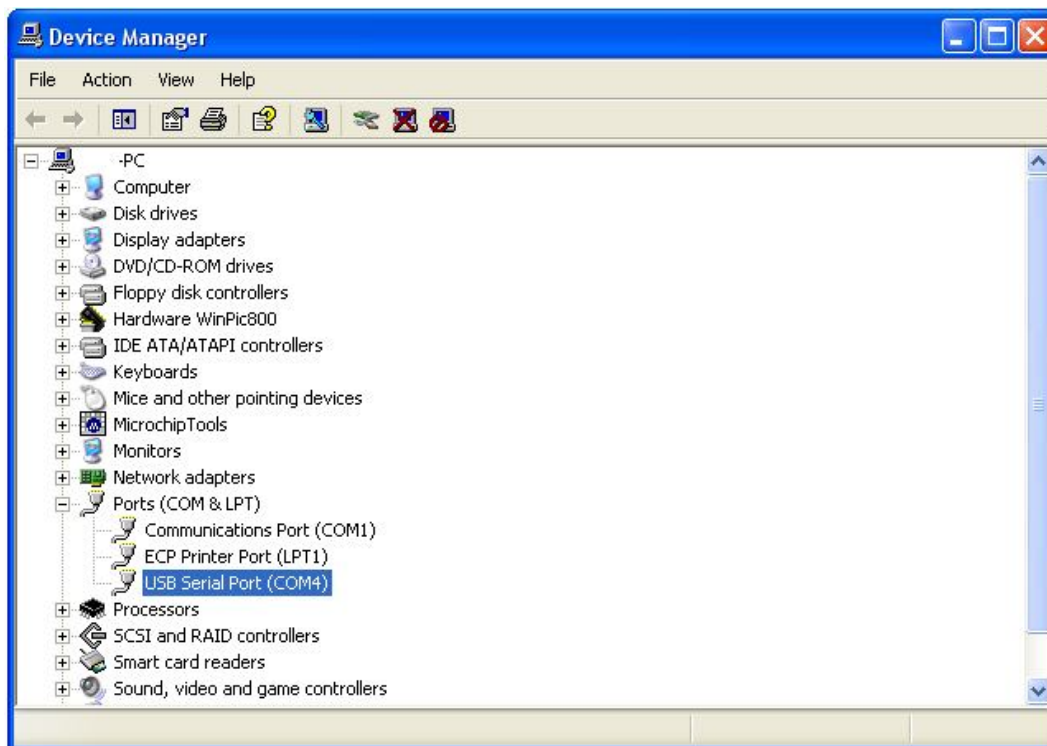 Device Manager
File Action View Help
-PC
Computer
Disk drives
Display adapters
DVD/CD-ROM drives
Floppy disk controllers
Hardware WinPic800
IDE ATA/ATAPI controllers
Keyboards
Mice and other pointing devices
MicrochipTools
Monitors
Network adapters
Ports (COM & LPT)
Communications Port (COM1)
ECP Printer Port (LPT1)
USB Serial Port (COM4)
Processors
SCSI and RAID controllers
Smart card readers
Sound, video and game controllers